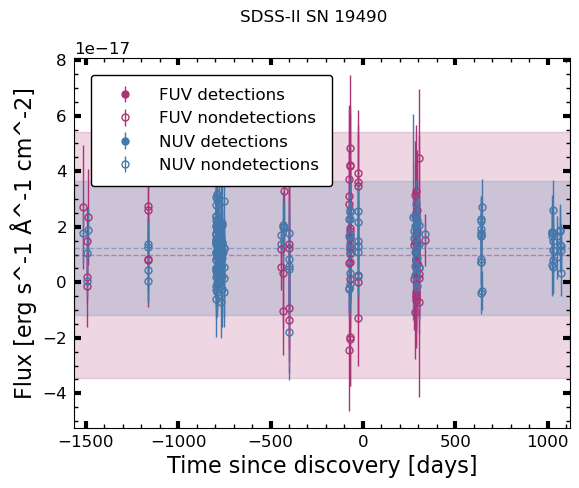 SDSS-II SN 19490
1e−17
FUV detections
FUV nondetections
NUV detections
NUV nondetections
8
6
4
2
0
−2
−4
Flux [erg s^-1 Å^-1 cm^-2]
−1500 −1000 −500 0 500 1000
Time since discovery [days]